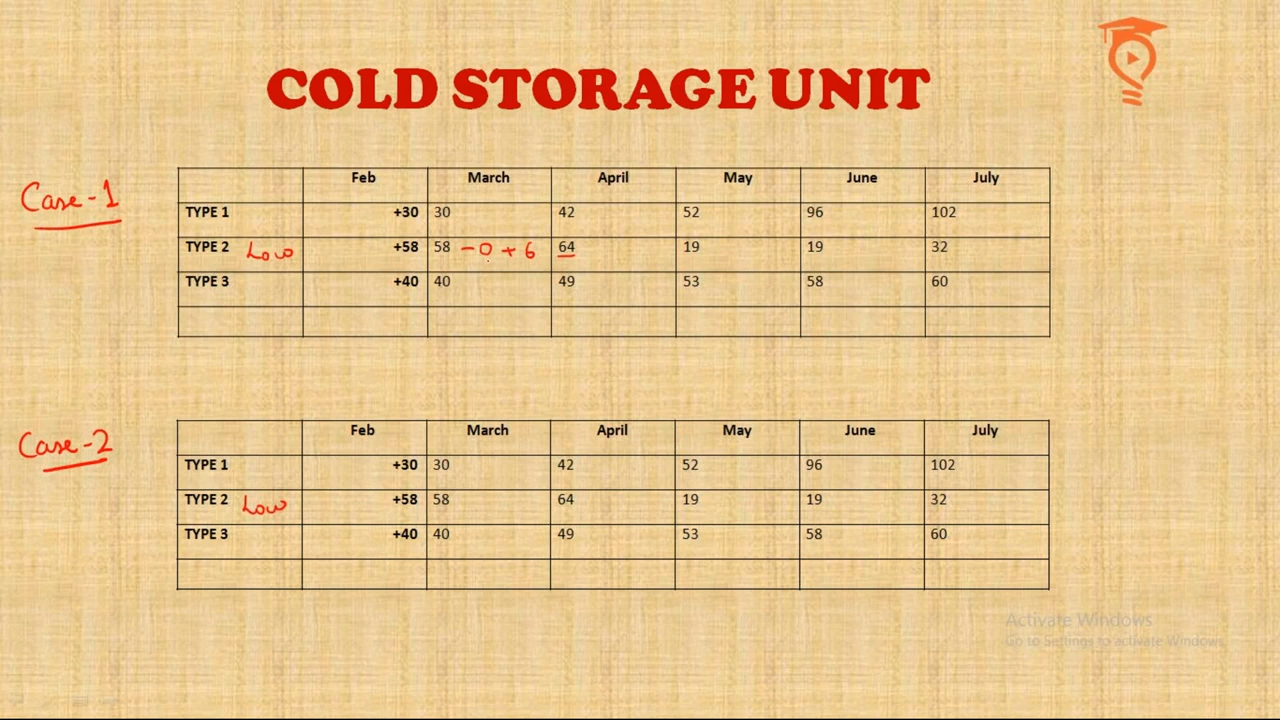 COLD STORAGE UNIT
Case-1
Feb March April May June July
TYPE 1 +30 30 42 52 96 102
TYPE 2 Low +58 58 -0+6 64 19 19 32
TYPE 3 +40 40 49 53 58 60
Case-2
Feb March April May June July
TYPE 1 +30 30 42 52 96 102
TYPE 2 Low +58 58 64 19 19 32
TYPE 3 +40 40 49 53 58 60
Activate Windows
Go to Settings to activate Windows.